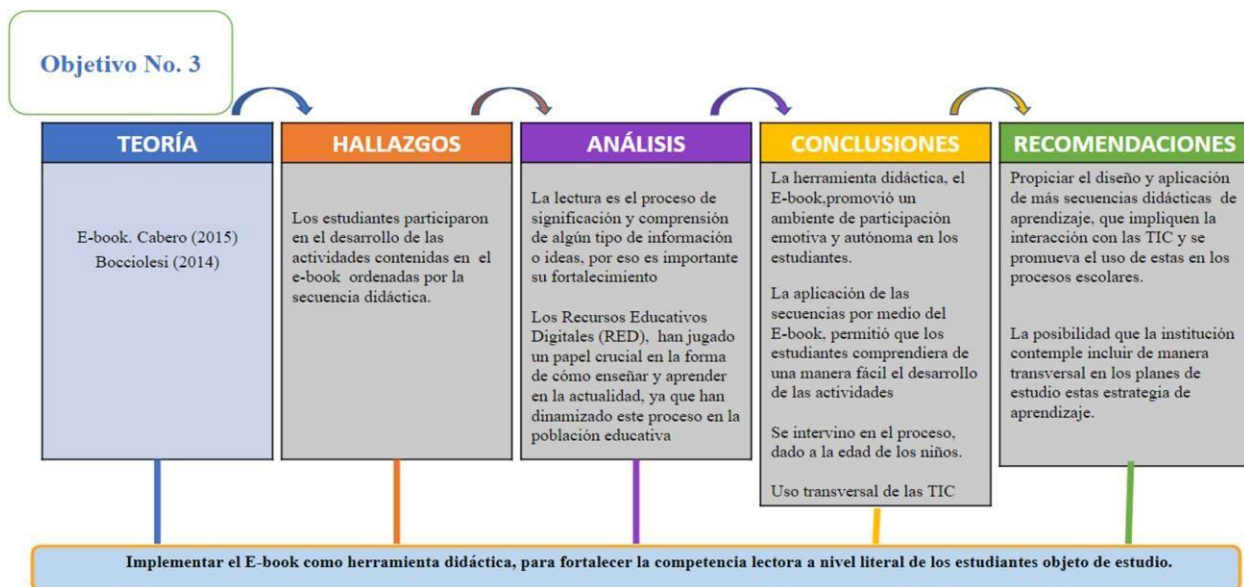 Objetivo No. 3
TEORÍA
E-book. Cabero (2015)
Bocciolesi (2014)
HALLAZGOS
Los estudiantes participaron
en el desarrollo de las
actividades contenidas en el
e-book ordenadas por la
secuencia didáctica.
ANÁLISIS
La lectura es el proceso de
significación y comprensión
de algún tipo de información
o ideas, por eso es importante
su fortalecimiento
Los Recursos Educativos
Digitales (RED), han jugado
un papel crucial en la forma
de cómo enseñar y aprender
en la actualidad, ya que han
dinamizado este proceso en la
población educativa
CONCLUSIONES
La herramienta didáctica, el
E-book,promovió un
ambiente de participación
emotiva y autónoma en los
estudiantes.
La aplicación de las
secuencias por medio del
E-book, permitió que los
estudiantes comprendiera de
una manera fácil el desarrollo
de las actividades
Se intervino en el proceso,
dado a la edad de los niños.
Uso transversal de las TIC
RECOMENDACIONES
Propiciar el diseño y aplicación
de más secuencias didácticas de
aprendizaje, que impliquen la
interacción con las TIC y se
promueva el uso de estas en los
procesos escolares.
La posibilidad que la institución
contemple incluir de manera
transversal en los planes de
estudio estas estrategia de
aprendizaje.
Implementar el E-book como herramienta didáctica, para fortalecer la competencia lectora a nivel literal de los estudiantes objeto de estudio.